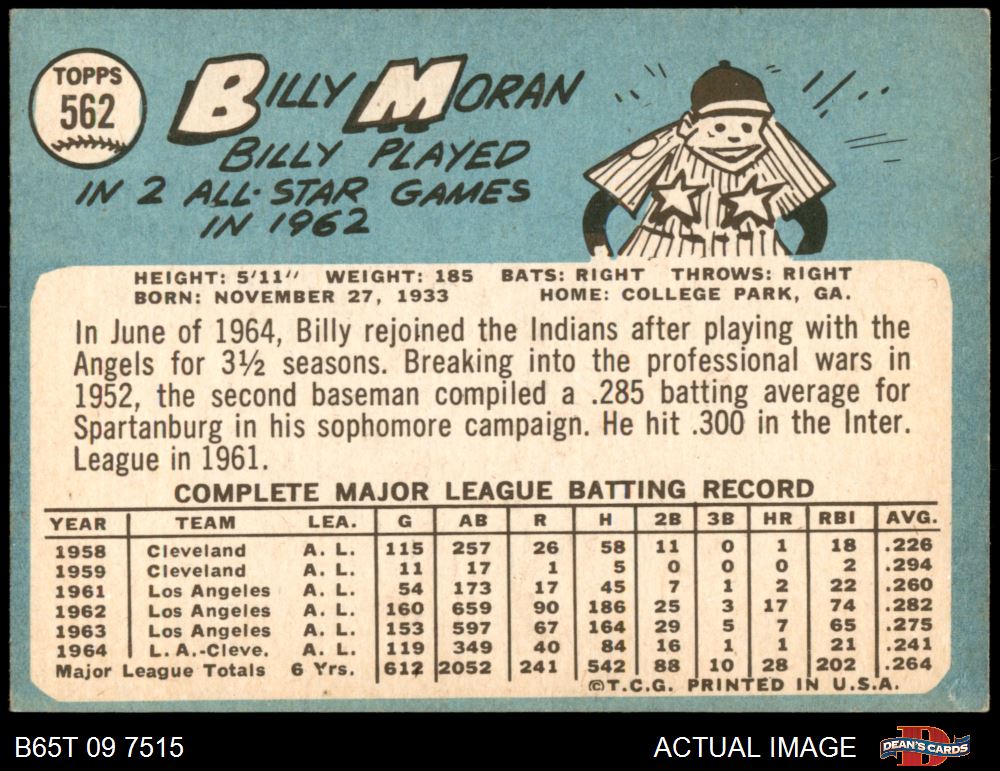 TOPPS
562
BILLY MORAN
BILLY PLAYED
IN 2 ALL-STAR GAMES
IN 1962
HEIGHT: 5'11" WEIGHT: 185 BATS: RIGHT THROWS: RIGHT
BORN: NOVEMBER 27, 1933 HOME: COLLEGE PARK, GA.
In June of 1964, Billy rejoined the Indians after playing with the
Angels for 3½ seasons. Breaking into the professional wars in
1952, the second baseman compiled a .285 batting average for
Spartanburg in his sophomore campaign. He hit .300 in the Inter.
League in 1961.
COMPLETE MAJOR LEAGUE BATTING RECORD
YEAR TEAM LEA. G AB R H 2B 3B HR RBI AVG.
1958 Cleveland A. L. 115 257 26 58 11 0 1 18 .226
1959 Cleveland A. L. 11 17 1 5 0 0 0 2 .294
1961 Los Angeles A. L. 54 173 17 45 7 1 2 22 .260
1962 Los Angeles A. L. 160 659 90 186 25 3 17 74 .282
1963 Los Angeles A. L. 153 597 67 164 29 5 7 65 .275
1964 L. A.-Cleve. A. L. 119 349 40 84 16 1 1 21 .241
Major League Totals 6 Yrs. 612 2052 241 542 88 10 28 202 .264
©T.C.G. PRINTED IN U.S.A.
B65T 09 7515 ACTUAL IMAGE DEAN'S CARDS